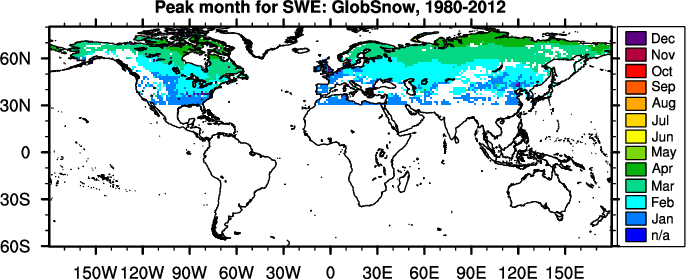 Peak month for SWE: GlobSnow, 1980-2012
60N
30N
0
30S
60S
150W 120W 90W 60W 30W 0 30E 60E 90E 120E 150E
Dec
Nov
Oct
Sep
Aug
Jul
Jun
May
Apr
Mar
Feb
Jan
n/a